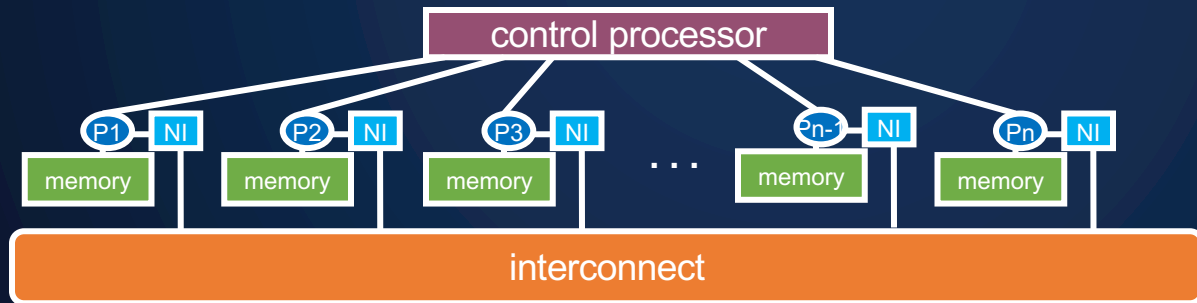 control processor
P1 NI P2 NI P3 NI Pn-1 NI Pn NI
memory memory memory . . . memory memory
interconnect